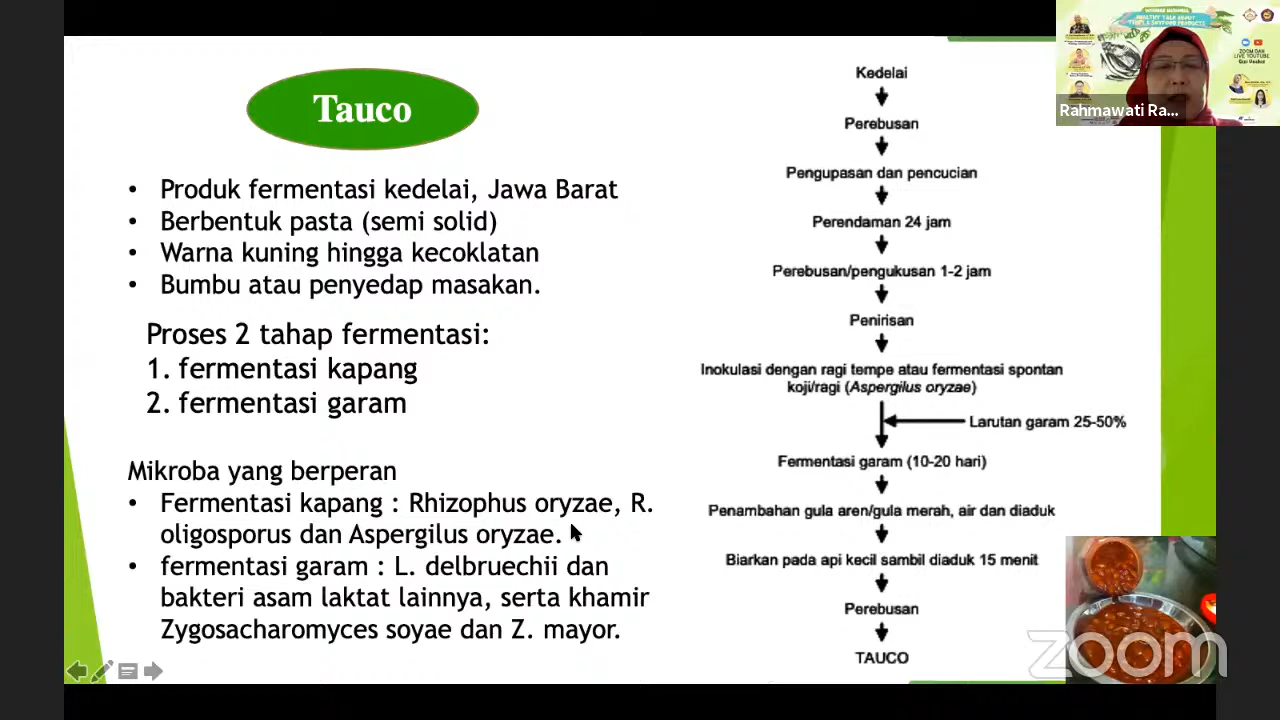 Tauco
• Produk fermentasi kedelai, Jawa Barat
• Berbentuk pasta (semi solid)
• Warna kuning hingga kecoklatan
• Bumbu atau penyedap masakan.
Proses 2 tahap fermentasi:
1. fermentasi kapang
2. fermentasi garam
Mikroba yang berperan
• Fermentasi kapang : Rhizophus oryzae, R.
oligosporus dan Aspergilus oryzae.
• fermentasi garam : L. delbruechii dan
bakteri asam laktat lainnya, serta khamir
Zygosacharomyces soyae dan Z. mayor.
Kedelai
Perebusan
Pengupasan dan pencucian
Perendaman 24 jam
Perebusan/pengukusan 1-2 jam
Penirisan
Inokulasi dengan ragi tempe atau fermentasi spontan
koji/ragi (Aspergilus oryzae)
Larutan garam 25-50%
Fermentasi garam (10-20 hari)
Penambahan gula aren/gula merah, air dan diaduk
Biarkan pada api kecil sambil diaduk 15 menit
Perebusan
TAUCO
ZOOM DAN
LIVE YOUTUBE
Rahmawati Ra...
zoom